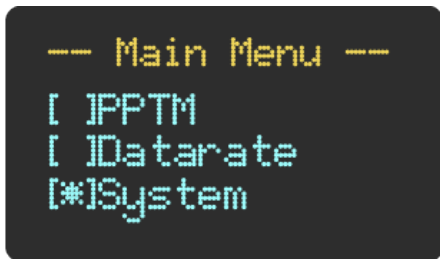 -- Main Menu --
[ ]PPTM
[ ]Datarate
[*]System